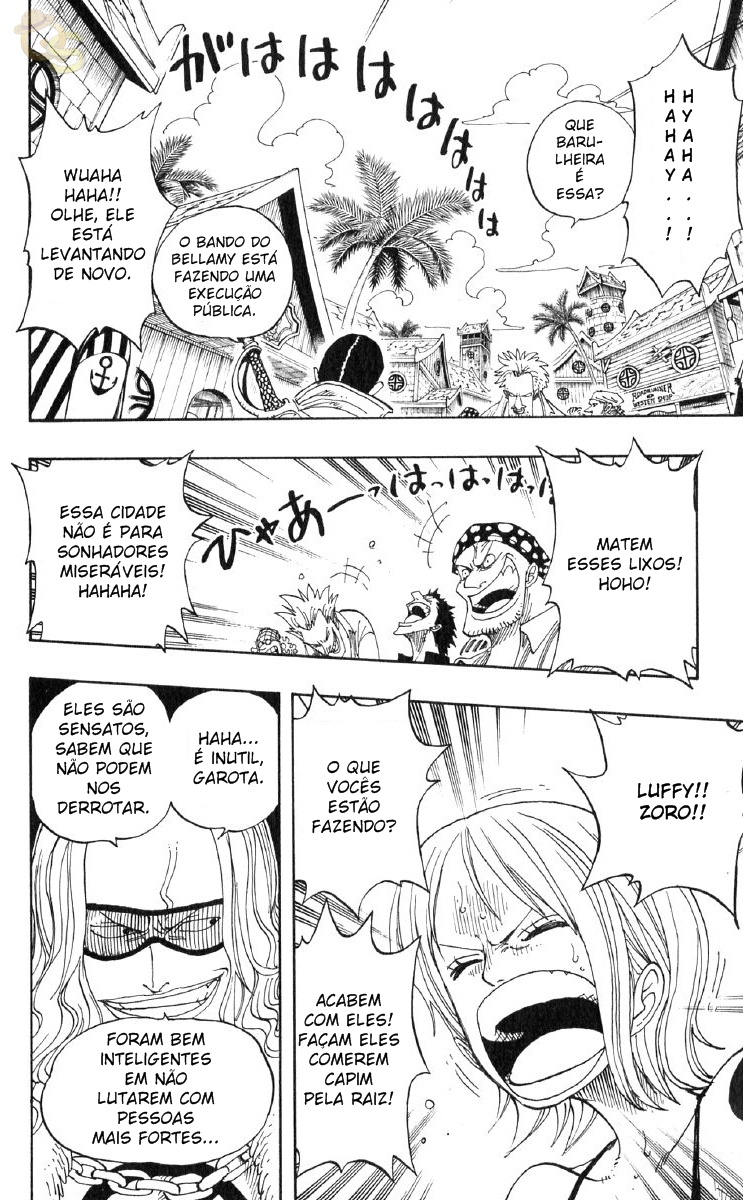 HYAHA
HAHAY
. . !
. . !
QUE
BARU-
LHEIRA
É
ESSA?
がははははははははは
WUAHA
HAHA!!
OLHE, ELE
ESTÁ
LEVANTANDO
DE NOVO.
O BANDO DO
BELLAMY ESTÁ
FAZENDO UMA
EXECUÇÃO
PÚBLICA.
MATEM
ESSES LIXOS!
HOHO!
ひゃあーっはっはっはっは
ESSA CIDADE
NÃO É PARA
SONHADORES
MISERÁVEIS!
HAHAHA!
LUFFY!!
ZORO!!
O QUE
VOCÊS
ESTÃO
FAZENDO?
ACABEM
COM ELES!
FAÇAM ELES
COMEREM
CAPIM
PELA RAIZ!
HAHA...
É INUTIL,
GAROTA.
ELES SÃO
SENSATOS,
SABEM QUE
NÃO PODEM
NOS
DERROTAR.
FORAM BEM
INTELIGENTES
EM NÃO
LUTAREM COM
PESSOAS
MAIS FORTES...